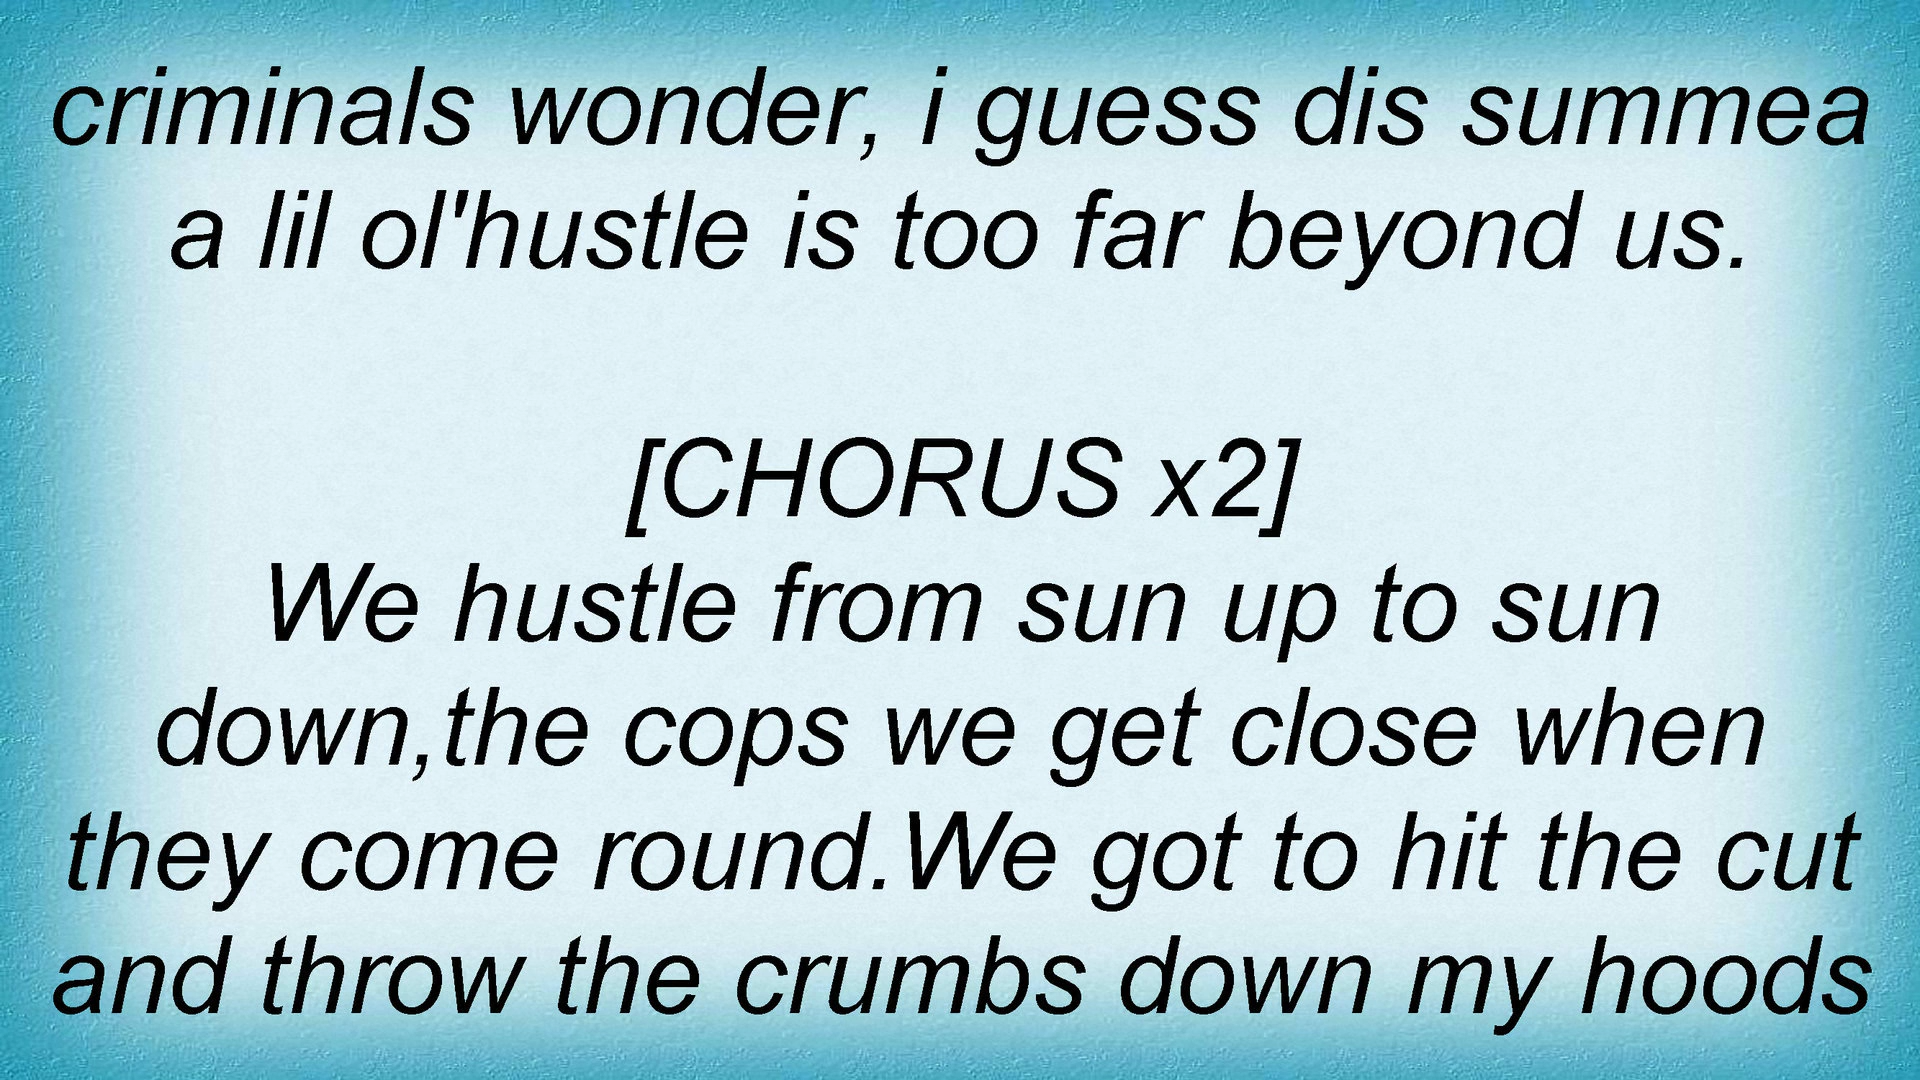 criminals wonder, i guess dis summea
a lil ol'hustle is too far beyond us.
[CHORUS x2]
We hustle from sun up to sun
down,the cops we get close when
they come round.We got to hit the cut
and throw the crumbs down my hoods